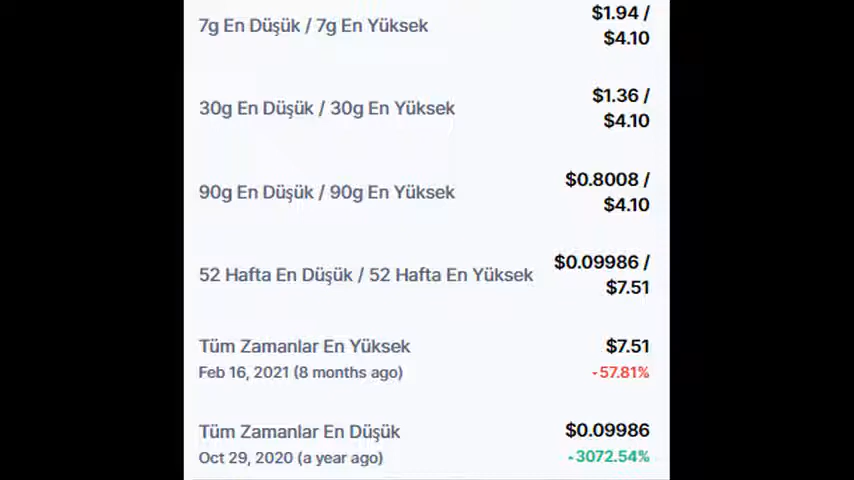 7g En Düşük / 7g En Yüksek
$1.94 /
$4.10
30g En Düşük / 30g En Yüksek
$1.36 /
$4.10
90g En Düşük / 90g En Yüksek
$0.8008 /
$4.10
52 Hafta En Düşük / 52 Hafta En Yüksek
$0.09986 /
$7.51
Tüm Zamanlar En Yüksek
$7.51
Feb 16, 2021 (8 months ago)
-57.81%
Tüm Zamanlar En Düşük
$0.09986
Oct 29, 2020 (a year ago)
-3072.54%